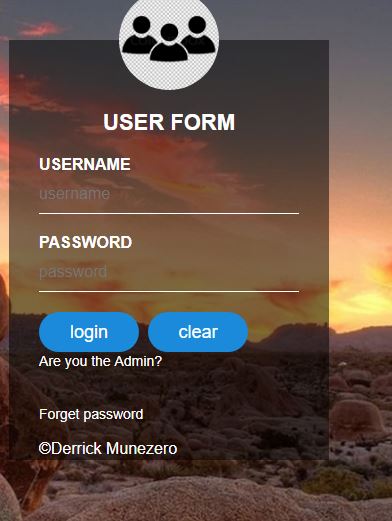 USER FORM
USERNAME
username
PASSWORD
password
login clear
Are you the Admin?
Forget password
©Derrick Munezero